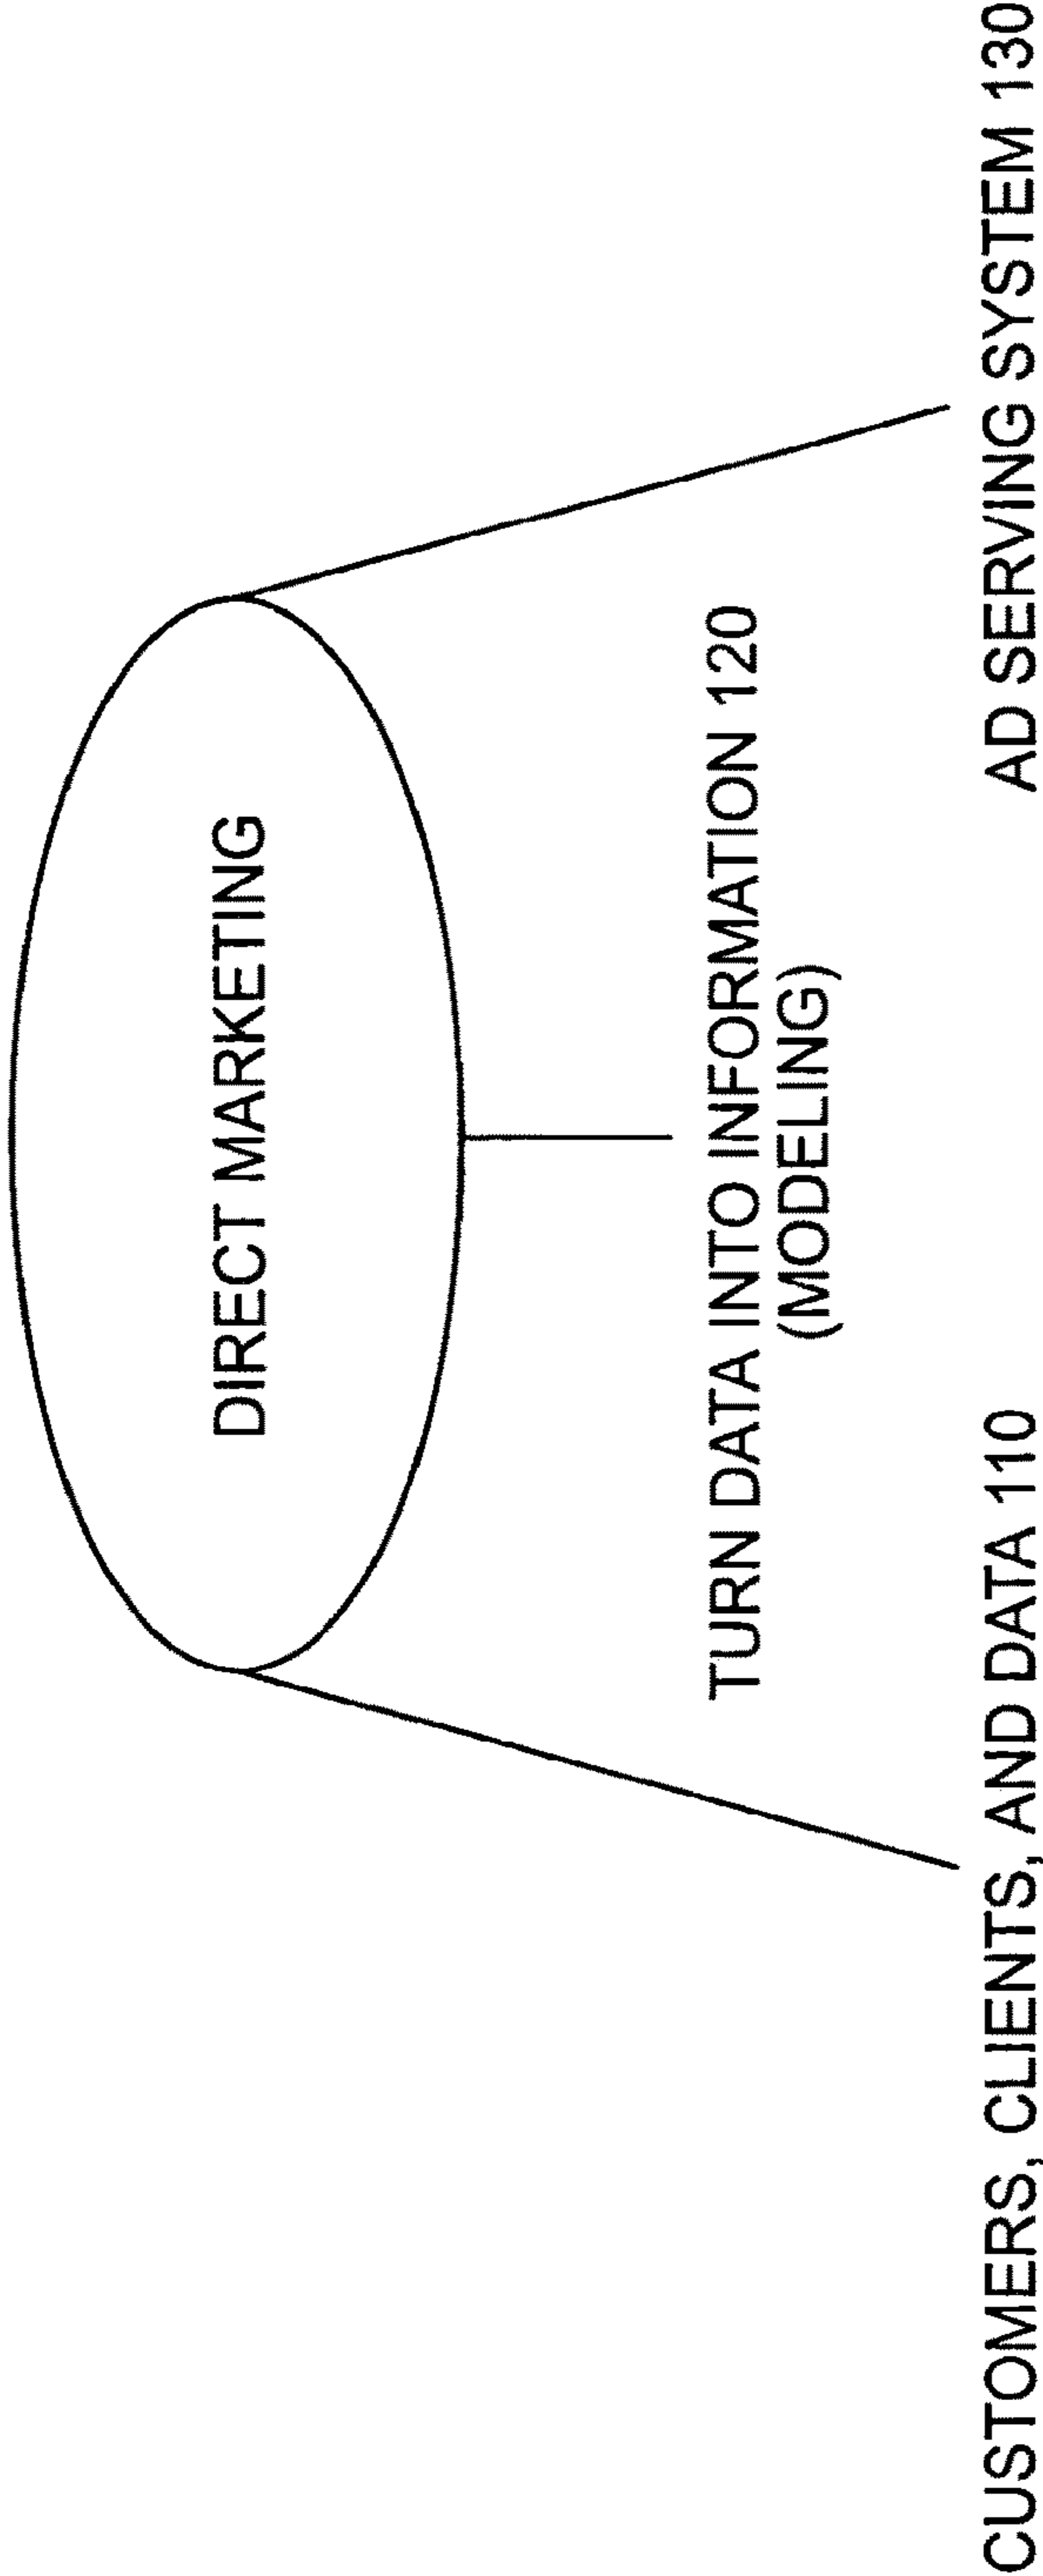 DIRECT MARKETING
TURN DATA INTO INFORMATION 120
(MODELING)
CUSTOMERS, CLIENTS, AND DATA 110
AD SERVING SYSTEM 130